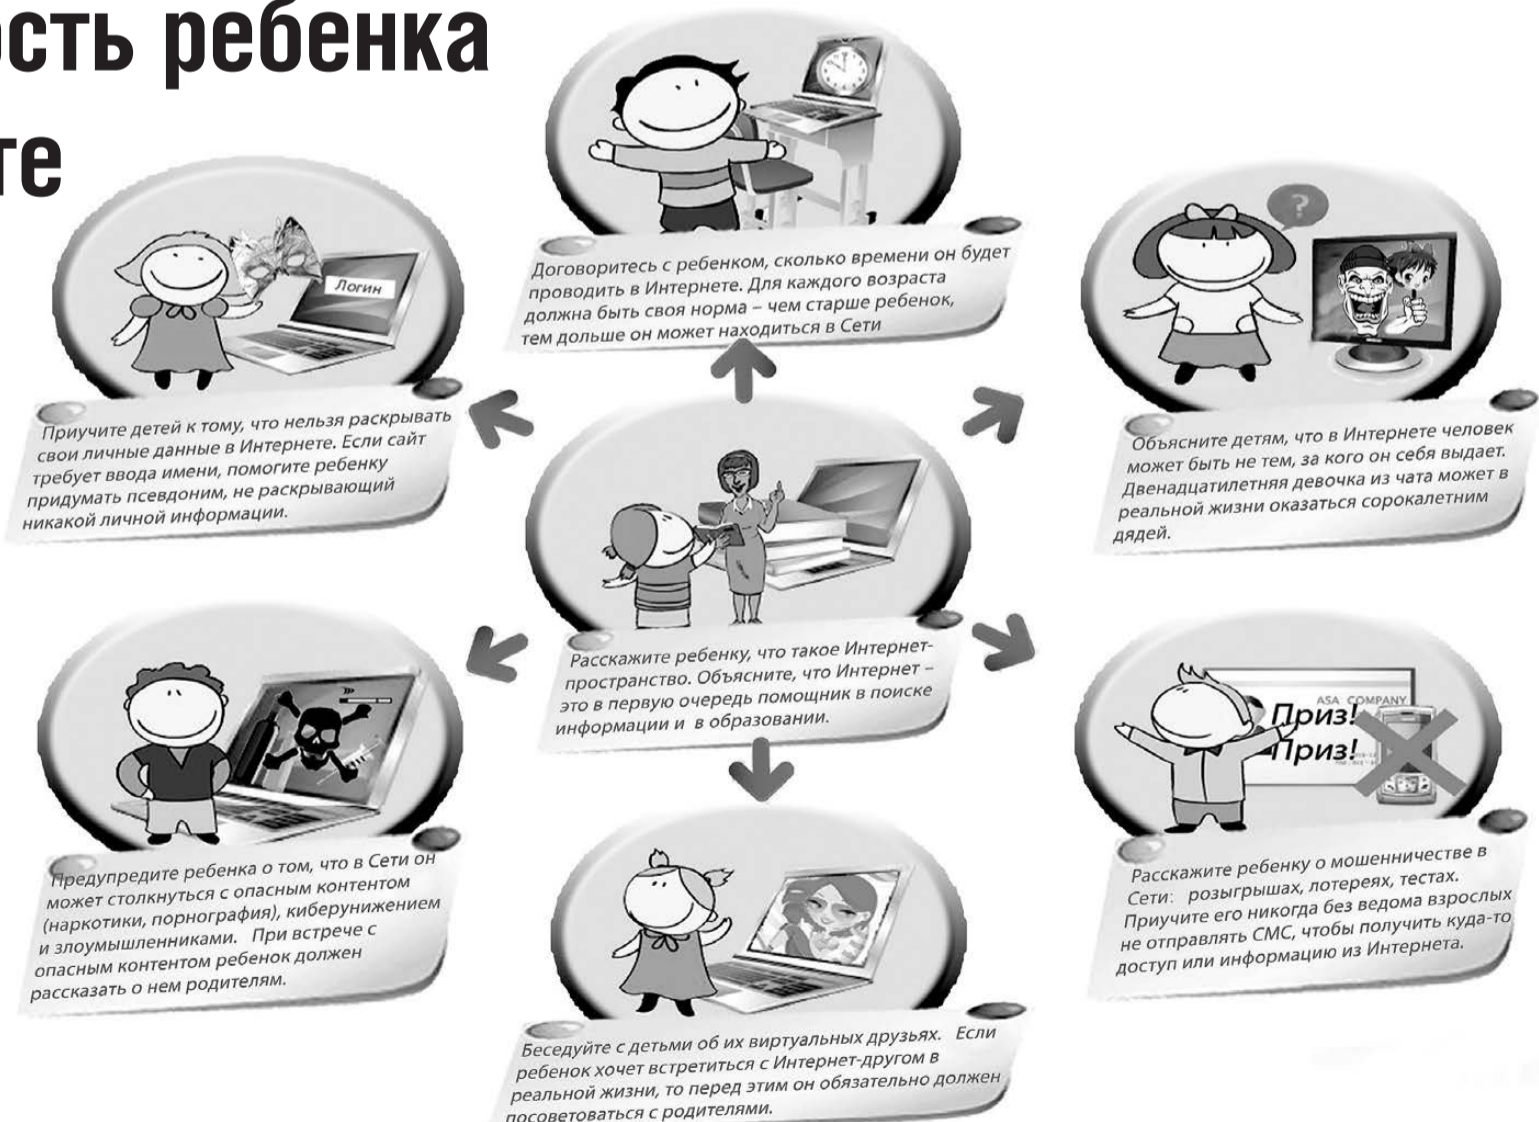 ость ребенка
те
Договоритесь с ребенком, сколько времени он будет
проводить в Интернете. Для каждого возраста
должна быть своя норма – чем старше ребенок,
тем дольше он может находиться в Сети
Логин
Приучите детей к тому, что нельзя раскрывать
свои личные данные в Интернете. Если сайт
требует ввода имени, помогите ребенку
придумать псевдоним, не раскрывающий
никакой личной информации.
?
Объясните детям, что в Интернете человек
может быть не тем, за кого он себя выдает.
Двенадцатилетняя девочка из чата может в
реальной жизни оказаться сорокалетним
дядей.
Расскажите ребенку, что такое Интернет-
пространство. Объясните, что Интернет –
это в первую очередь помощник в поиске
информации и в образовании.
Предупредите ребенка о том, что в Сети он
может столкнуться с опасным контентом
(наркотики, порнография), киберунижением
и злоумышленниками. При встрече с
опасным контентом ребенок должен
рассказать о нем родителям.
ASA COMPANY
Приз!
Приз!
Расскажите ребенку о мошенничестве в
Сети: розыгрышах, лотереях, тестах.
Приучите его никогда без ведома взрослых
не отправлять СМС, чтобы получить куда-то
доступ или информацию из Интернета.
Беседуйте с детьми об их виртуальных друзьях. Если
ребенок хочет встретиться с Интернет-другом в
реальной жизни, то перед этим он обязательно должен
посоветоваться с родителями.